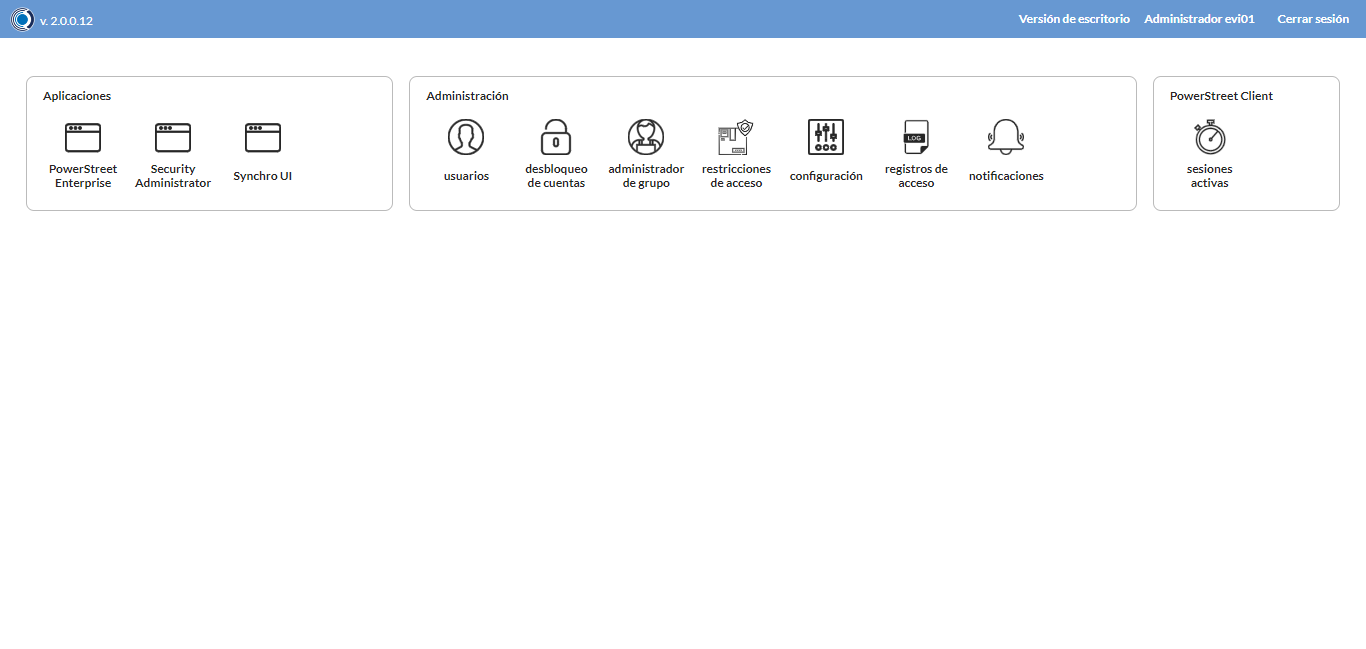 v. 2.0.0.12
Versión de escritorio
Administrador evi01
Cerrar sesión
Aplicaciones
PowerStreet
Enterprise
Security
Administrator
Synchro UI
Administración
usuarios
desbloqueo
de cuentas
administrador
de grupo
restricciones
de acceso
configuración
LOG
registros de
acceso
notificaciones
PowerStreet Client
sesiones
activas